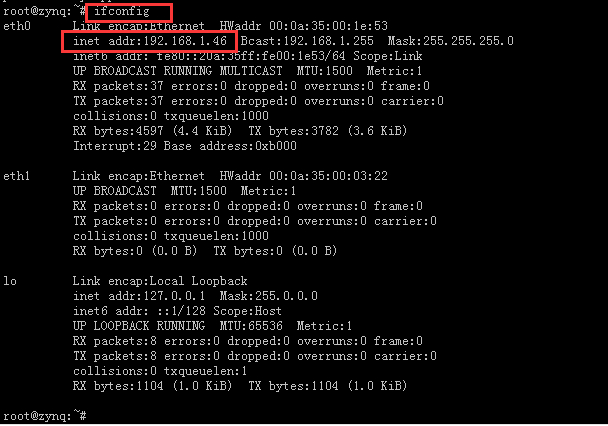 root@zynq:~# ifconfig
eth0      Link encap:Ethernet  HWaddr 00:0a:35:00:1e:53
          inet addr:192.168.1.46  Bcast:192.168.1.255  Mask:255.255.255.0
          inet6 addr: fe80::20a:35ff:fe00:1e53/64 Scope:Link
          UP BROADCAST RUNNING MULTICAST  MTU:1500  Metric:1
          RX packets:37 errors:0 dropped:0 overruns:0 frame:0
          TX packets:37 errors:0 dropped:0 overruns:0 carrier:0
          collisions:0 txqueuelen:1000
          RX bytes:4597 (4.4 KiB)  TX bytes:3782 (3.6 KiB)
          Interrupt:29 Base address:0xb000
eth1      Link encap:Ethernet  HWaddr 00:0a:35:00:03:22
          UP BROADCAST  MTU:1500  Metric:1
          RX packets:0 errors:0 dropped:0 overruns:0 frame:0
          TX packets:0 errors:0 dropped:0 overruns:0 carrier:0
          collisions:0 txqueuelen:1000
          RX bytes:0 (0.0 B)  TX bytes:0 (0.0 B)
lo        Link encap:Local Loopback
          inet addr:127.0.0.1  Mask:255.0.0.0
          inet6 addr: ::1/128 Scope:Host
          UP LOOPBACK RUNNING  MTU:65536  Metric:1
          RX packets:8 errors:0 dropped:0 overruns:0 frame:0
          TX packets:8 errors:0 dropped:0 overruns:0 carrier:0
          collisions:0 txqueuelen:1
          RX bytes:1104 (1.0 KiB)  TX bytes:1104 (1.0 KiB)
root@zynq:~#